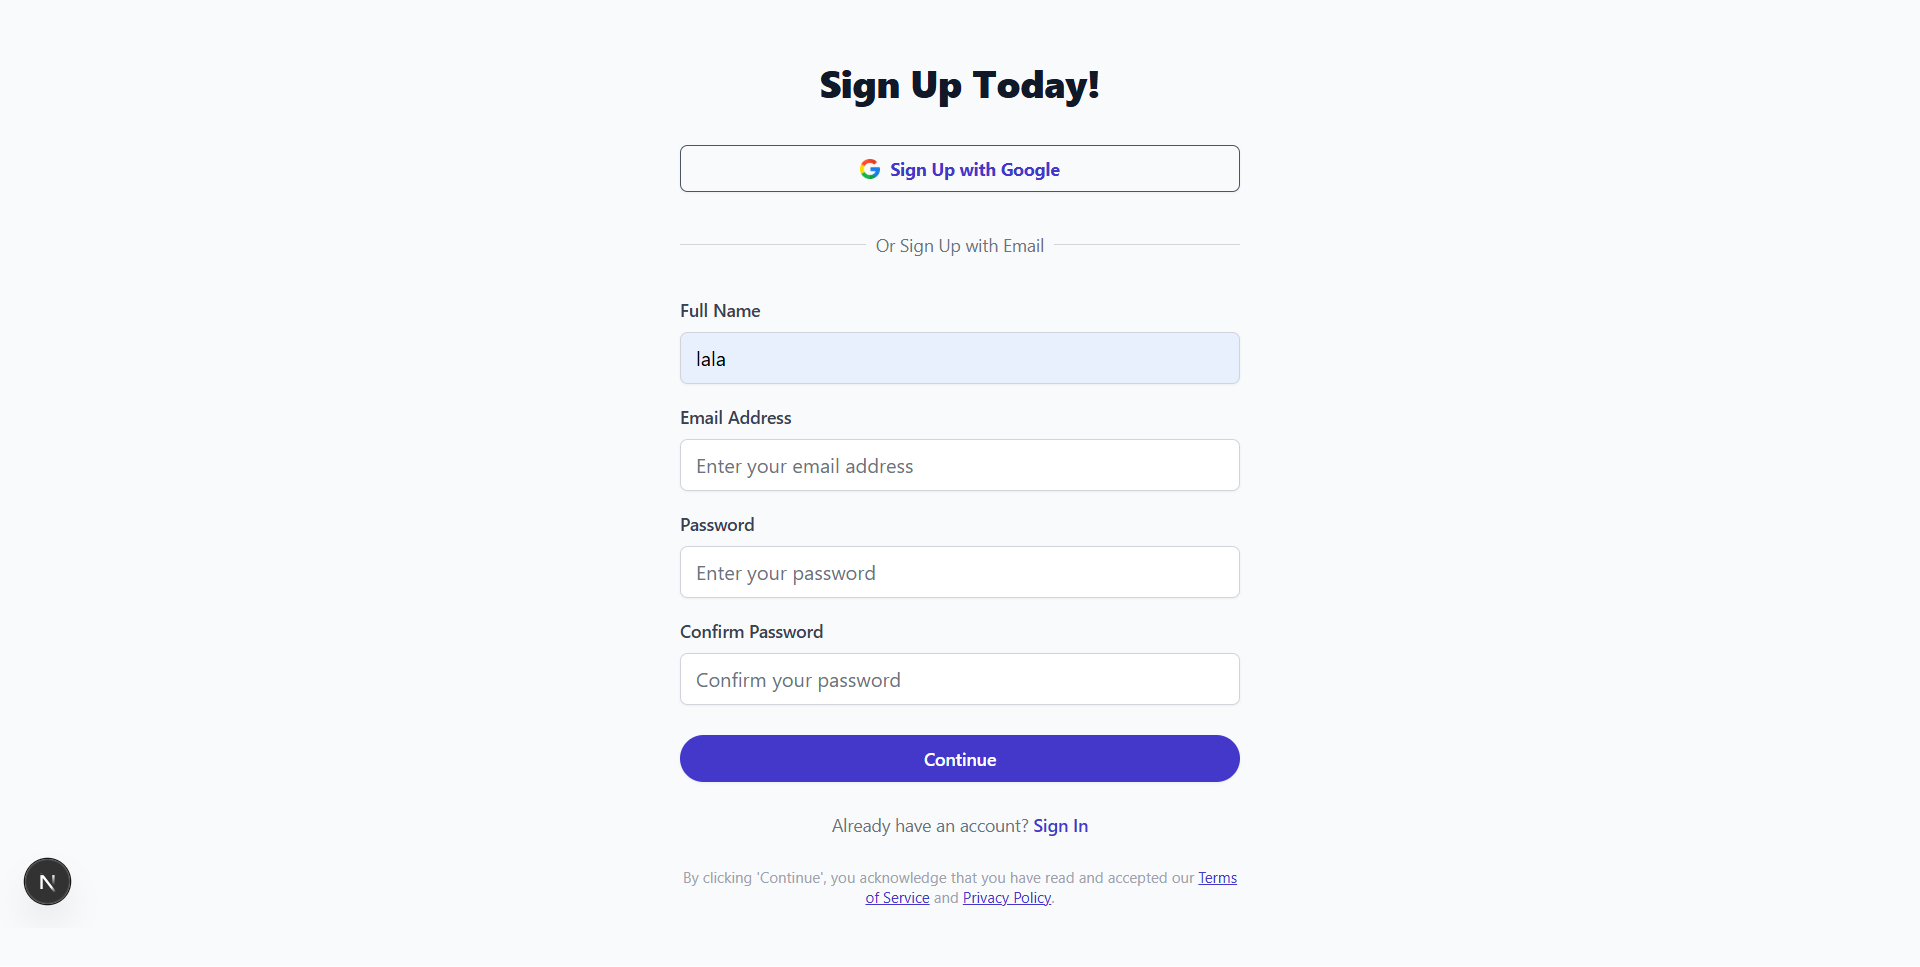 Sign Up Today!
Sign Up with Google
Or Sign Up with Email
Full Name
lala
Email Address
Enter your email address
Password
Enter your password
Confirm Password
Confirm your password
Continue
Already have an account? Sign In
N
By clicking 'Continue', you acknowledge that you have read and accepted our Terms
of Service and Privacy Policy.